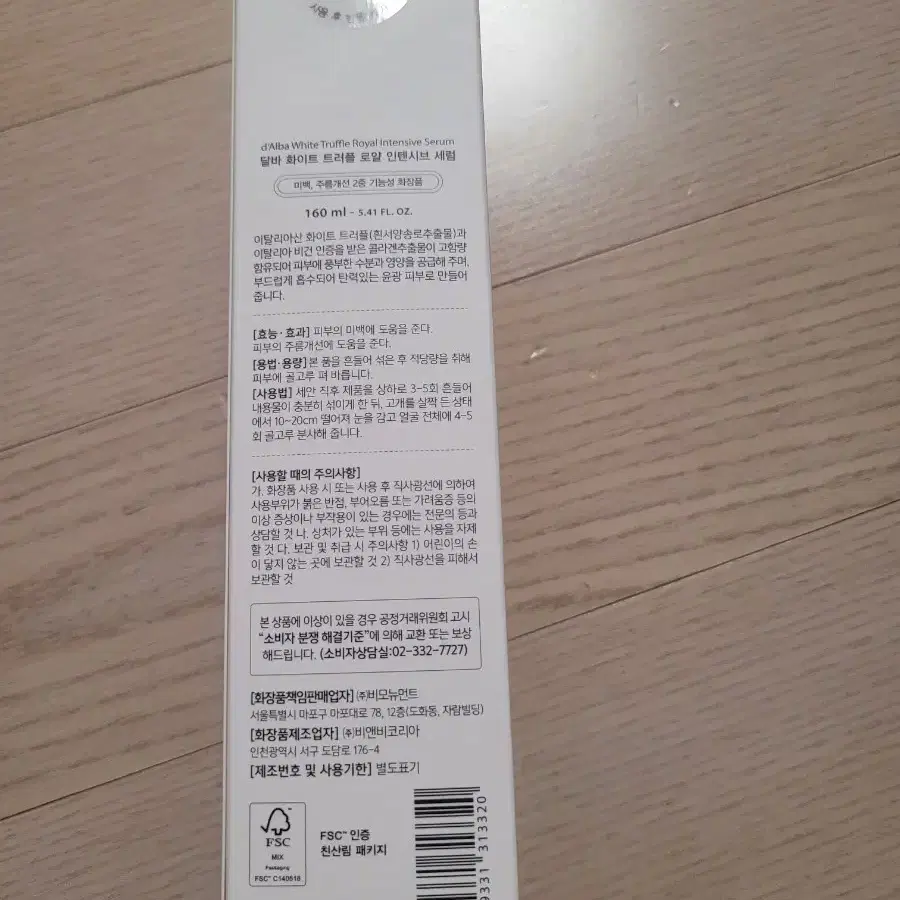 사용 후
d'Alba White Truffle Royal Intensive Serum
달바 화이트 트러플 로얄 인텐시브 세럼
미백, 주름개선 2중 기능성 화장품
160 ml - 5.41 FL. OZ.
이탈리아산 화이트 트러플(흰서양송로추출물)과
이탈리아 비건 인증을 받은 콜라겐추출물이 고함량
함유되어 피부에 풍부한 수분과 영양을 공급해 주며,
부드럽게 흡수되어 탄력있는 윤광 피부로 만들어
줍니다.
[효능·효과] 피부의 미백에 도움을 준다.
피부의 주름개선에 도움을 준다.
[용법·용량] 본 품을 흔들어 섞은 후 적당량을 취해
피부에 골고루 펴 바릅니다.
[사용법] 세안 직후 제품을 상하로 3-5회 흔들어
내용물이 충분히 섞이게 한 뒤, 고개를 살짝 든 상태
에서 10~20cm 떨어져 눈을 감고 얼굴 전체에 4-5
회 골고루 분사해 줍니다.
[사용할 때의 주의사항]
가. 화장품 사용 시 또는 사용 후 직사광선에 의하여
사용부위가 붉은 반점, 부어오름 또는 가려움증 등의
이상 증상이나 부작용이 있는 경우에는 전문의 등과
상담할 것 나. 상처가 있는 부위 등에는 사용을 자제
할 것 다. 보관 및 취급 시 주의사항 1) 어린이의 손
이 닿지 않는 곳에 보관할 것 2) 직사광선을 피해서
보관할 것
본 상품에 이상이 있을 경우 공정거래위원회 고시
"소비자 분쟁 해결기준"에 의해 교환 또는 보상
해드립니다. (소비자상담실:02-332-7727)
[화장품책임판매업자] ㈜비모뉴먼트
서울특별시 마포구 마포대로 78, 12층(도화동, 자람빌딩)
[화장품제조업자] ㈜비앤비코리아
인천광역시 서구 도담로 176-4
[제조번호 및 사용기한] 별도표기
FSC
MIX
Packaging
FSC™ C140618
FSC™ 인증
친산림 패키지
9331 313320